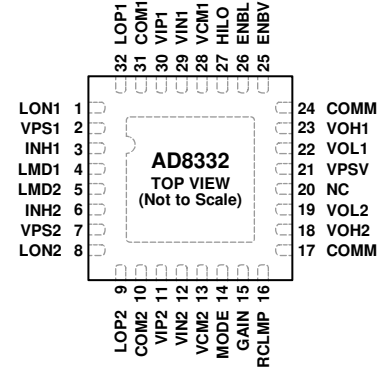 32 LOP1
31 COM1
30 VIP1
29 VIN1
28 VCM1
27 HILO
26 ENBL
25 ENBV
LON1 1
VPS1 2
INH1 3
LMD1 4
LMD2 5
INH2 6
VPS2 7
LON2 8
AD8332
TOP VIEW
(Not to Scale)
24 COMM
23 VOH1
22 VOL1
21 VPSV
20 NC
19 VOL2
18 VOH2
17 COMM
LOP2 9
COM2 10
VIP2 11
VIN2 12
VCM2 13
MODE 14
GAIN 15
RCLMP 16